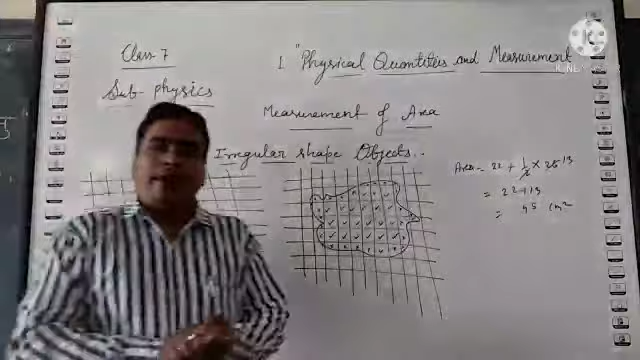 Class 7
1. "Physical Quantities and Measurement
Sub- physics
Measurement of Area
Irregular shape Objects..
Area = 22 + 1/2 × 26 13
= 22+13
= 45 cm2